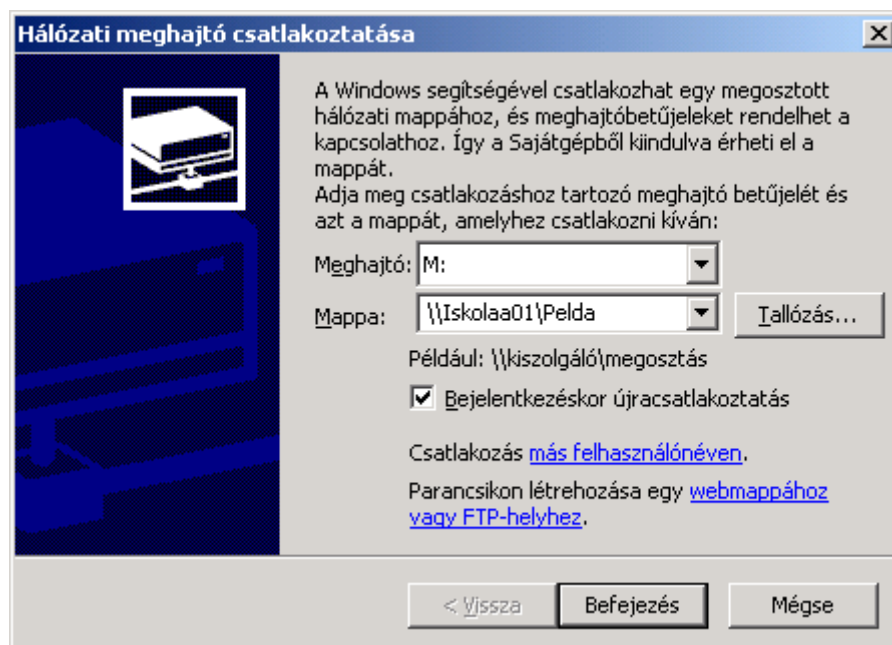 Hálózati meghajtó csatlakoztatása
A Windows segítségével csatlakozhat egy megosztott
hálózati mappához, és meghajtóbetűjeleket rendelhet a
kapcsolathoz. Így a Sajátgépből kiindulva érheti el a
mappát.
Adja meg csatlakozáshoz tartozó meghajtó betűjelét és
azt a mappát, amelyhez csatlakozni kíván:
Meghajtó: M:
Mappa: \\Iskolaa01\Pelda Tallózás...
Például: \\kiszolgáló\megosztás
Bejelentkezéskor újracsatlakoztatás
Csatlakozás más felhasználónéven.
Parancsikon létrehozása egy webmappához
vagy FTP-helyhez.
< Vissza Befejezés Mégse